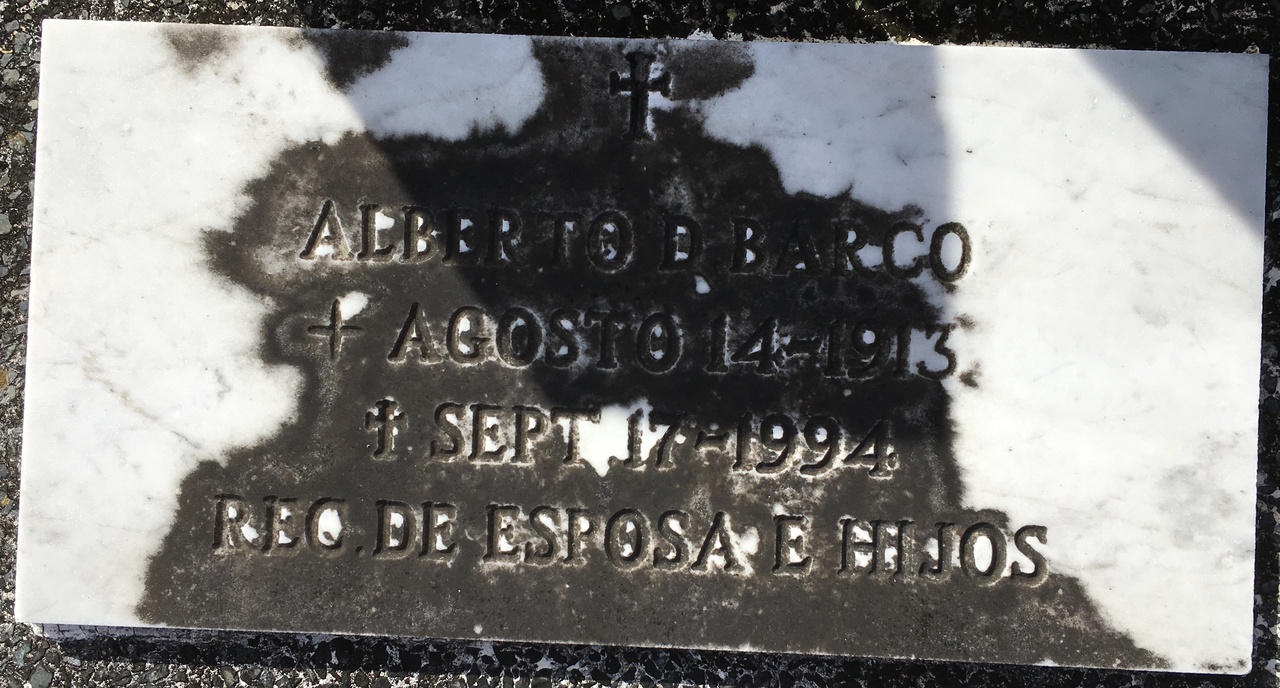 ALBERTO D. BARCO
+ AGOSTO 14-1913.
✝ SEPT 17-1994.
REC. DE ESPOSA E HIJOS